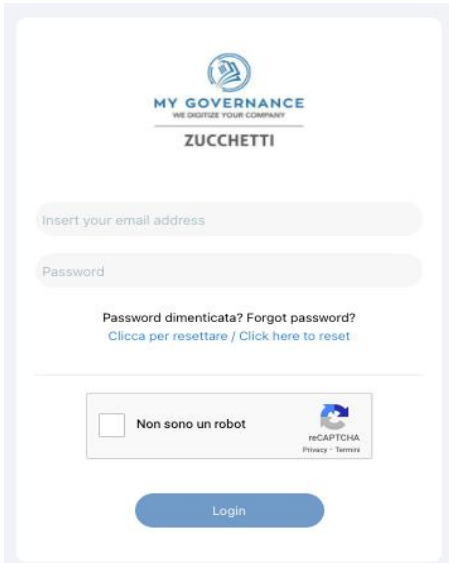 MY GOVERNANCE
WE DIGITIZE YOUR COMPANY
ZUCCHETTI
Insert your email address
Password
Password dimenticata? Forgot password?
Clicca per resettare / Click here to reset
Non sono un robot
reCAPTCHA
Privacy - Termini
Login